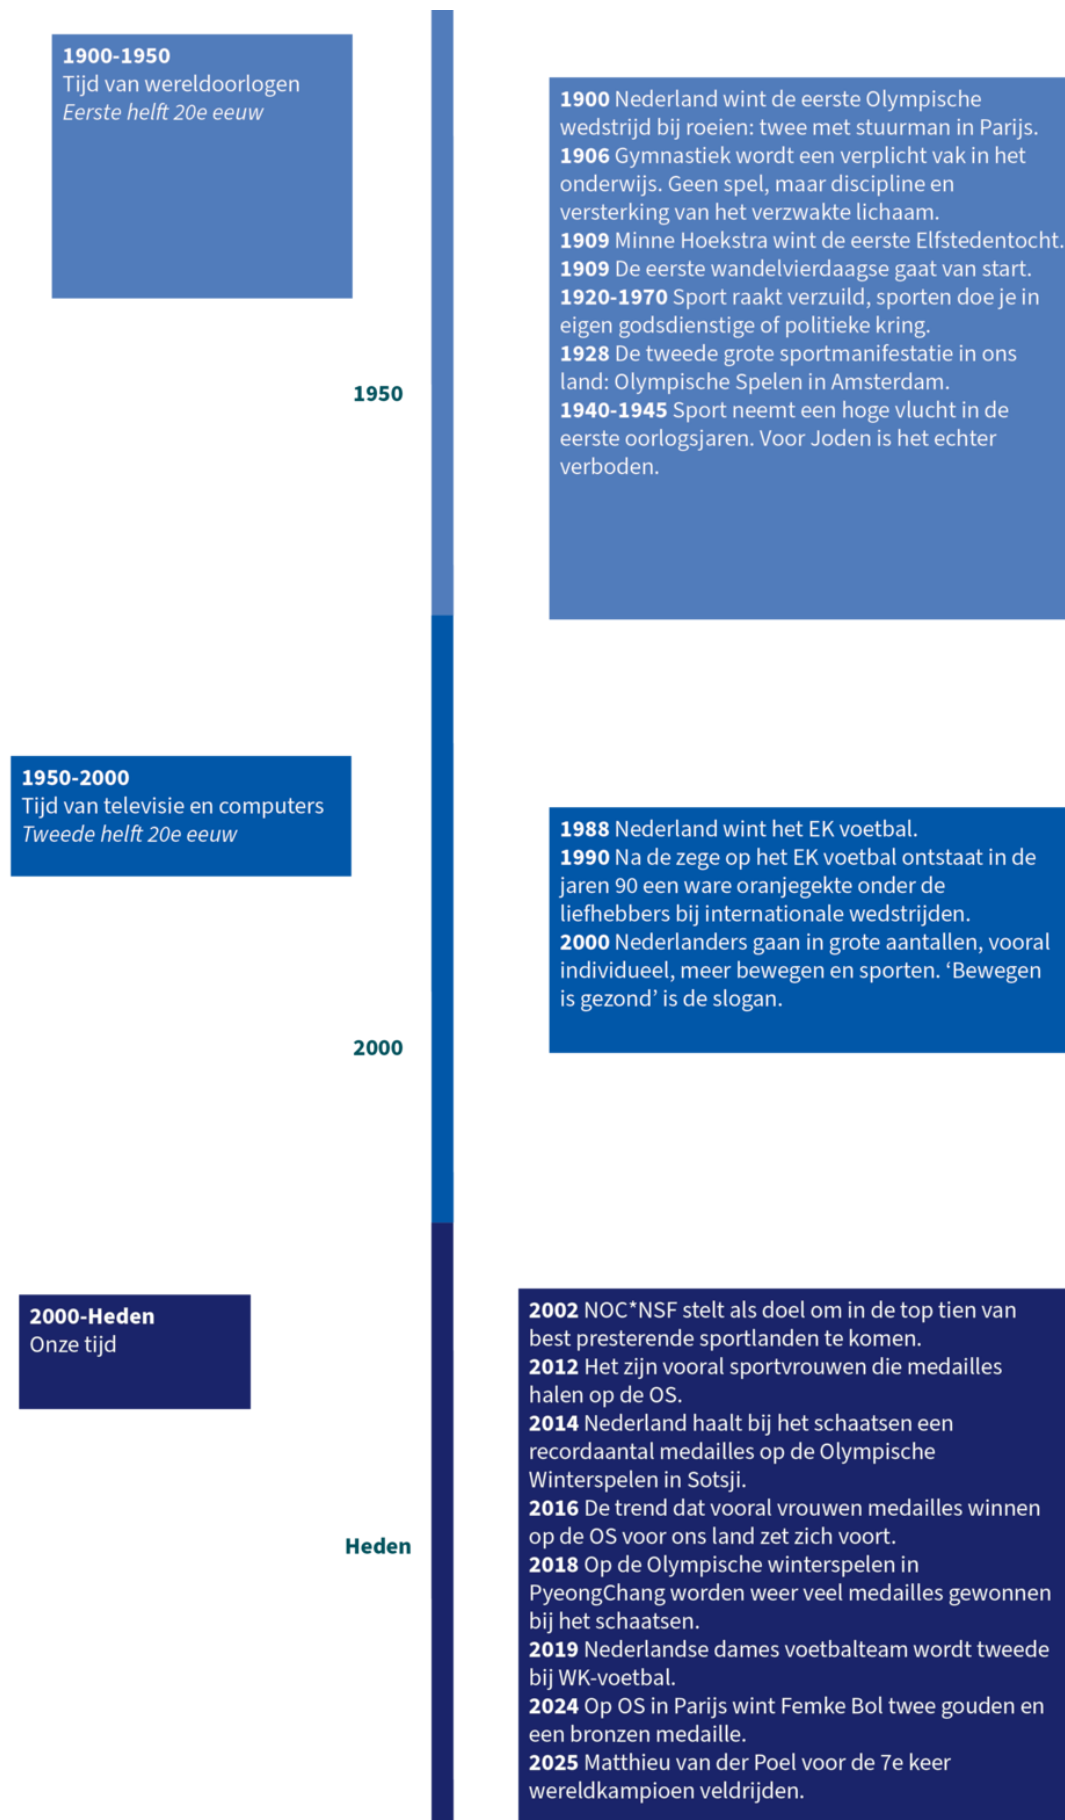 1900-1950
Tijd van wereldoorlogen
Eerste helft 20e eeuw
1900 Nederland wint de eerste Olympische
wedstrijd bij roeien: twee met stuurman in Parijs.
1906 Gymnastiek wordt een verplicht vak in het
onderwijs. Geen spel, maar discipline en
versterking van het verzwakte lichaam.
1909 Minne Hoekstra wint de eerste Elfstedentocht.
1909 De eerste wandelvierdaagse gaat van start.
1920-1970 Sport raakt verzuild, sporten doe je in
eigen godsdienstige of politieke kring.
1928 De tweede grote sportmanifestatie in ons
land: Olympische Spelen in Amsterdam.
1940-1945 Sport neemt een hoge vlucht in de
eerste oorlogsjaren. Voor Joden is het echter
verboden.
1950
1950-2000
Tijd van televisie en computers
Tweede helft 20e eeuw
1988 Nederland wint het EK voetbal.
1990 Na de zege op het EK voetbal ontstaat in de
jaren 90 een ware oranjegekte onder de
liefhebbers bij internationale wedstrijden.
2000 Nederlanders gaan in grote aantallen, vooral
individueel, meer bewegen en sporten. ‘Bewegen
is gezond’ is de slogan.
2000
2000-Heden
Onze tijd
2002 NOC*NSF stelt als doel om in de top tien van
best presterende sportlanden te komen.
2012 Het zijn vooral sportvrouwen die medailles
halen op de OS.
2014 Nederland haalt bij het schaatsen een
recordaantal medailles op de Olympische
Winterspelen in Sotsji.
2016 De trend dat vooral vrouwen medailles winnen
op de OS voor ons land zet zich voort.
2018 Op de Olympische winterspelen in
PyeongChang worden weer veel medailles gewonnen
bij het schaatsen.
2019 Nederlandse dames voetbalteam wordt tweede
bij WK-voetbal.
2024 Op OS in Parijs wint Femke Bol twee gouden en
een bronzen medaille.
2025 Matthieu van der Poel voor de 7e keer
wereldkampioen veldrijden.
Heden